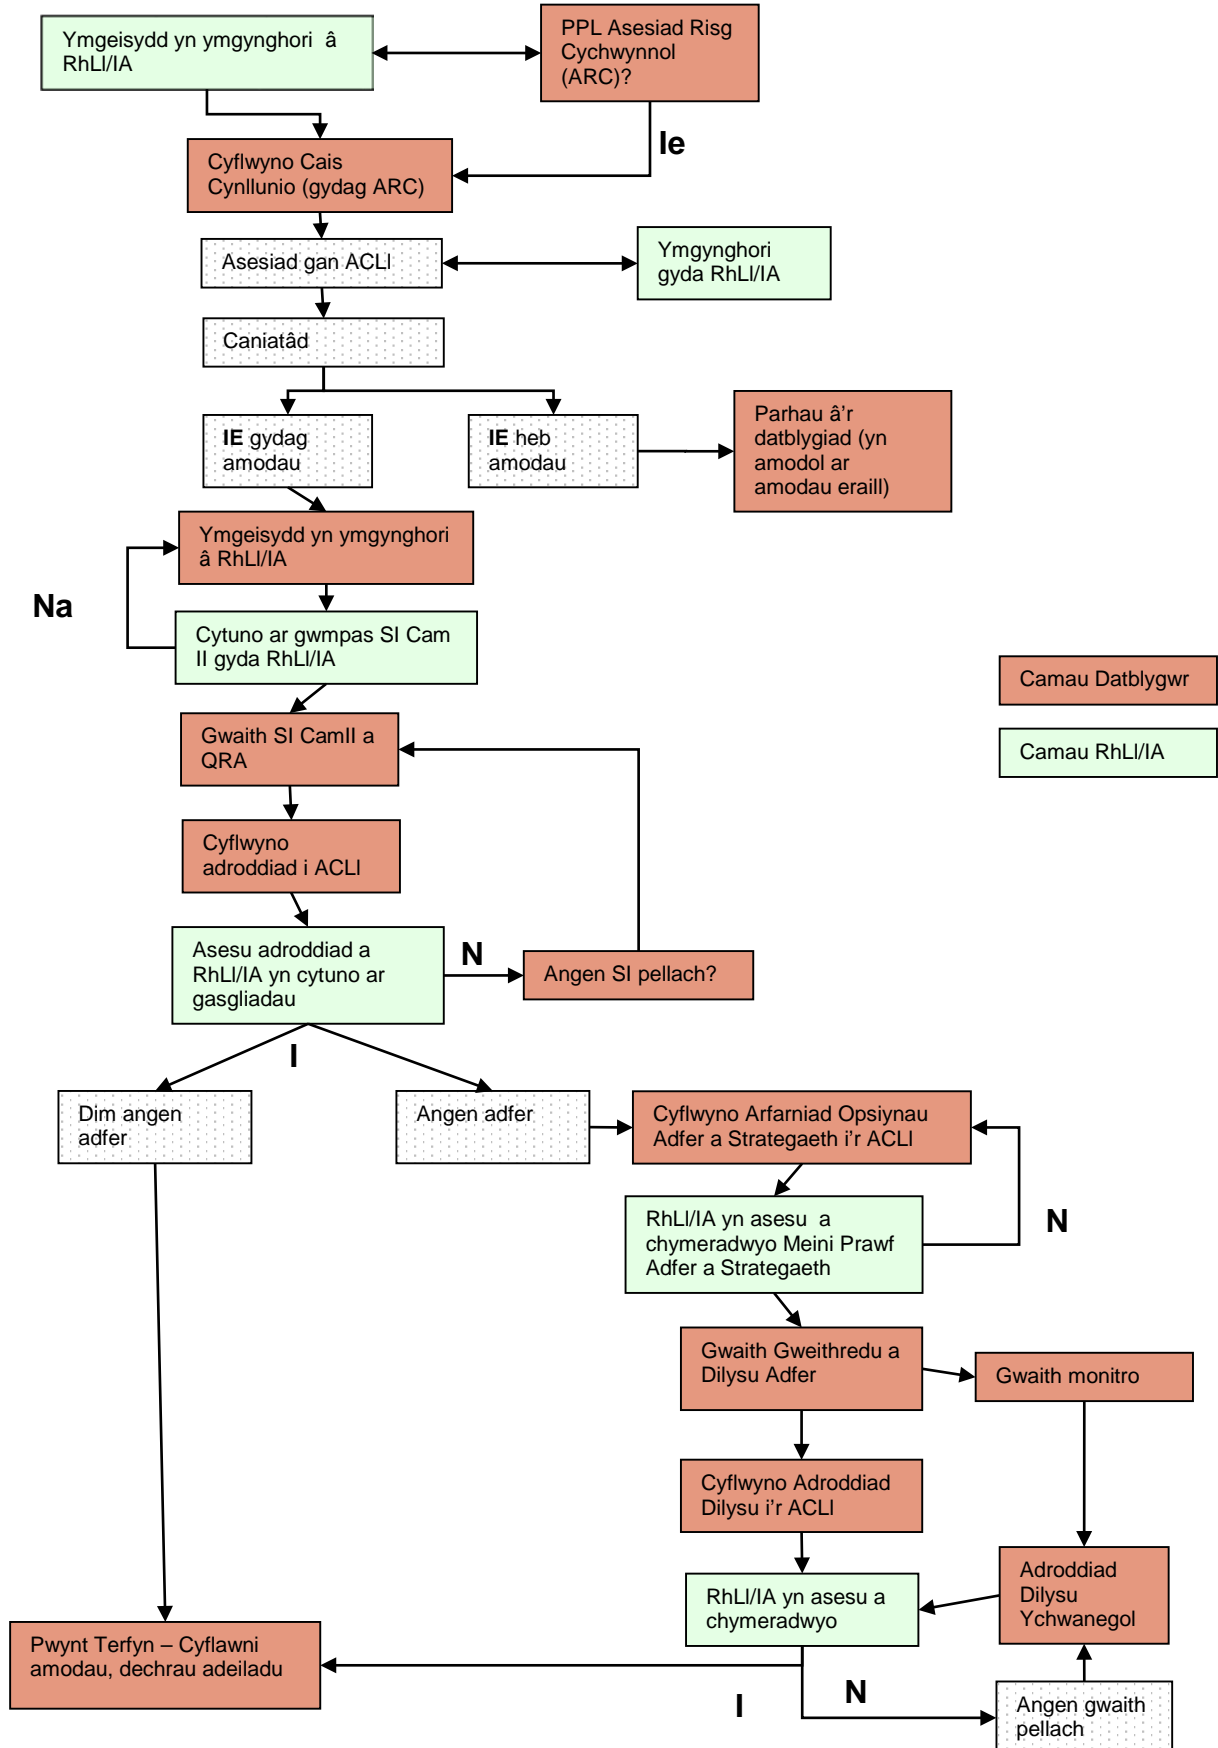 Ymgeisydd yn ymgynghori â
RhLl/IA
PPL Asesiad Risg
Cychwynnol
(ARC)?
Ie
Cyflwyno Cais
Cynllunio (gydag ARC)
Asesiad gan ACLl
Ymgynghori
gyda RhLl/IA
Caniatâd
IE gydag
amodau
IE heb
amodau
Parhau â’r
datblygiad (yn
amodol ar
amodau eraill)
Ymgeisydd yn ymgynghori
â RhLl/IA
Na
Cytuno ar gwmpas SI Cam
II gyda RhLl/IA
Camau Datblygwr
Gwaith SI CamII a
QRA
Camau RhLl/IA
Cyflwyno
adroddiad i ACLl
Asesu adroddiad a
RhLl/IA yn cytuno ar
gasgliadau
N
Angen SI pellach?
I
Dim angen
adfer
Angen adfer
Cyflwyno Arfarniad Opsiynau
Adfer a Strategaeth i’r ACLl
RhLl/IA yn asesu a
chymeradwyo Meini Prawf
Adfer a Strategaeth
N
Gwaith Gweithredu a
Dilysu Adfer
Gwaith monitro
Cyflwyno Adroddiad
Dilysu i’r ACLl
RhLl/IA yn asesu a
chymeradwyo
Adroddiad
Dilysu
Ychwanegol
Pwynt Terfyn – Cyflawni
amodau, dechrau adeiladu
I
N
Angen gwaith
pellach